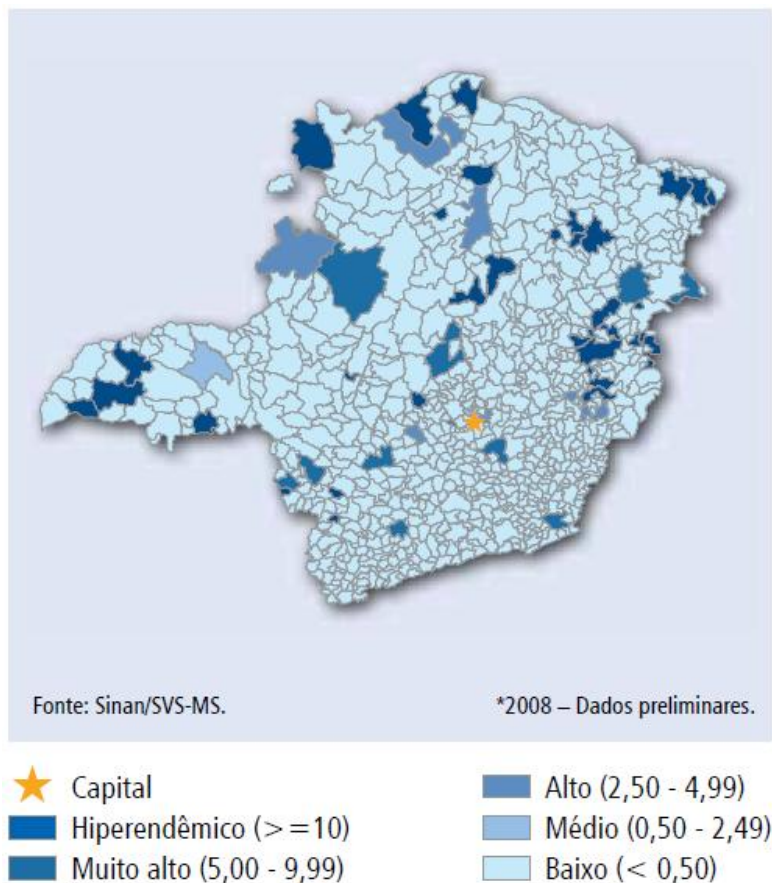 Fonte: Sinan/SVS-MS.
*2008 – Dados preliminares.
Capital
Hiperendêmico (>=10)
Muito alto (5,00 - 9,99)
Alto (2,50 - 4,99)
Médio (0,50 - 2,49)
Baixo (< 0,50)